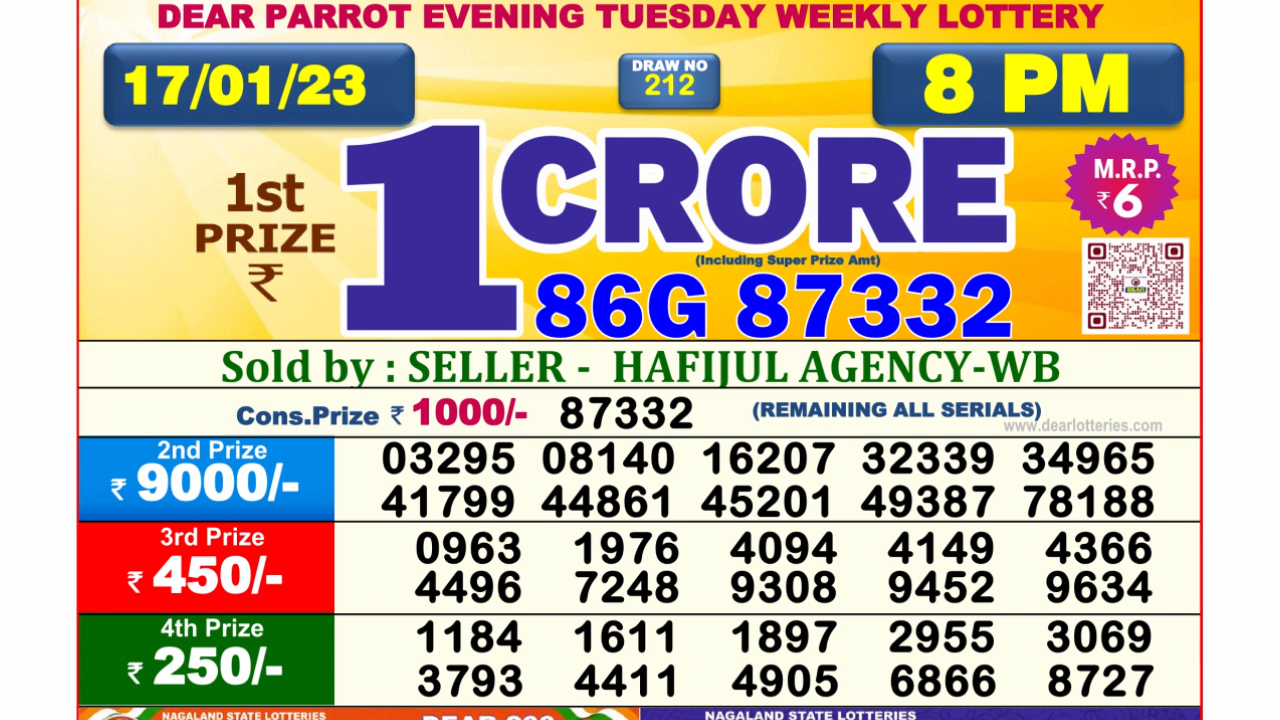 DEAR PARROT EVENING TUESDAY WEEKLY LOTTERY
17/01/23
DRAW NO
212
8 PM
1st
PRIZE
₹
1 CRORE
(Including Super Prize Amt)
M.R.P.
₹ 6
86G 87332
Sold by : SELLER - HAFIJUL AGENCY-WB
Cons.Prize ₹ 1000/- 87332 (REMAINING ALL SERIALS)
www.dearlotteries.com
2nd Prize
₹ 9000/-
03295 08140 16207 32339 34965
41799 44861 45201 49387 78188
3rd Prize
₹ 450/-
0963 1976 4094 4149 4366
4496 7248 9308 9452 9634
4th Prize
₹ 250/-
1184 1611 1897 2955 3069
3793 4411 4905 6866 8727
NAGALAND STATE LOTTERIES
DEAR
NAGALAND STATE LOTTERIES